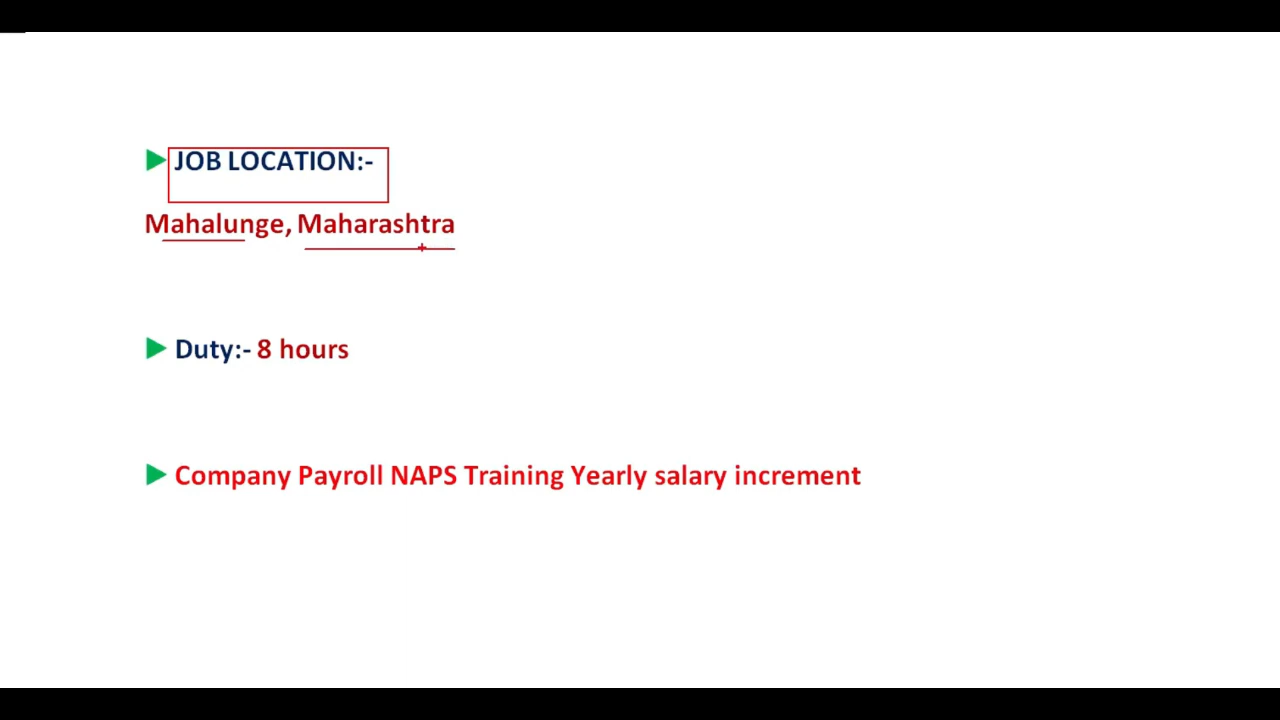 JOB LOCATION:-
Mahalunge, Maharashtra
Duty:- 8 hours
Company Payroll NAPS Training Yearly salary increment